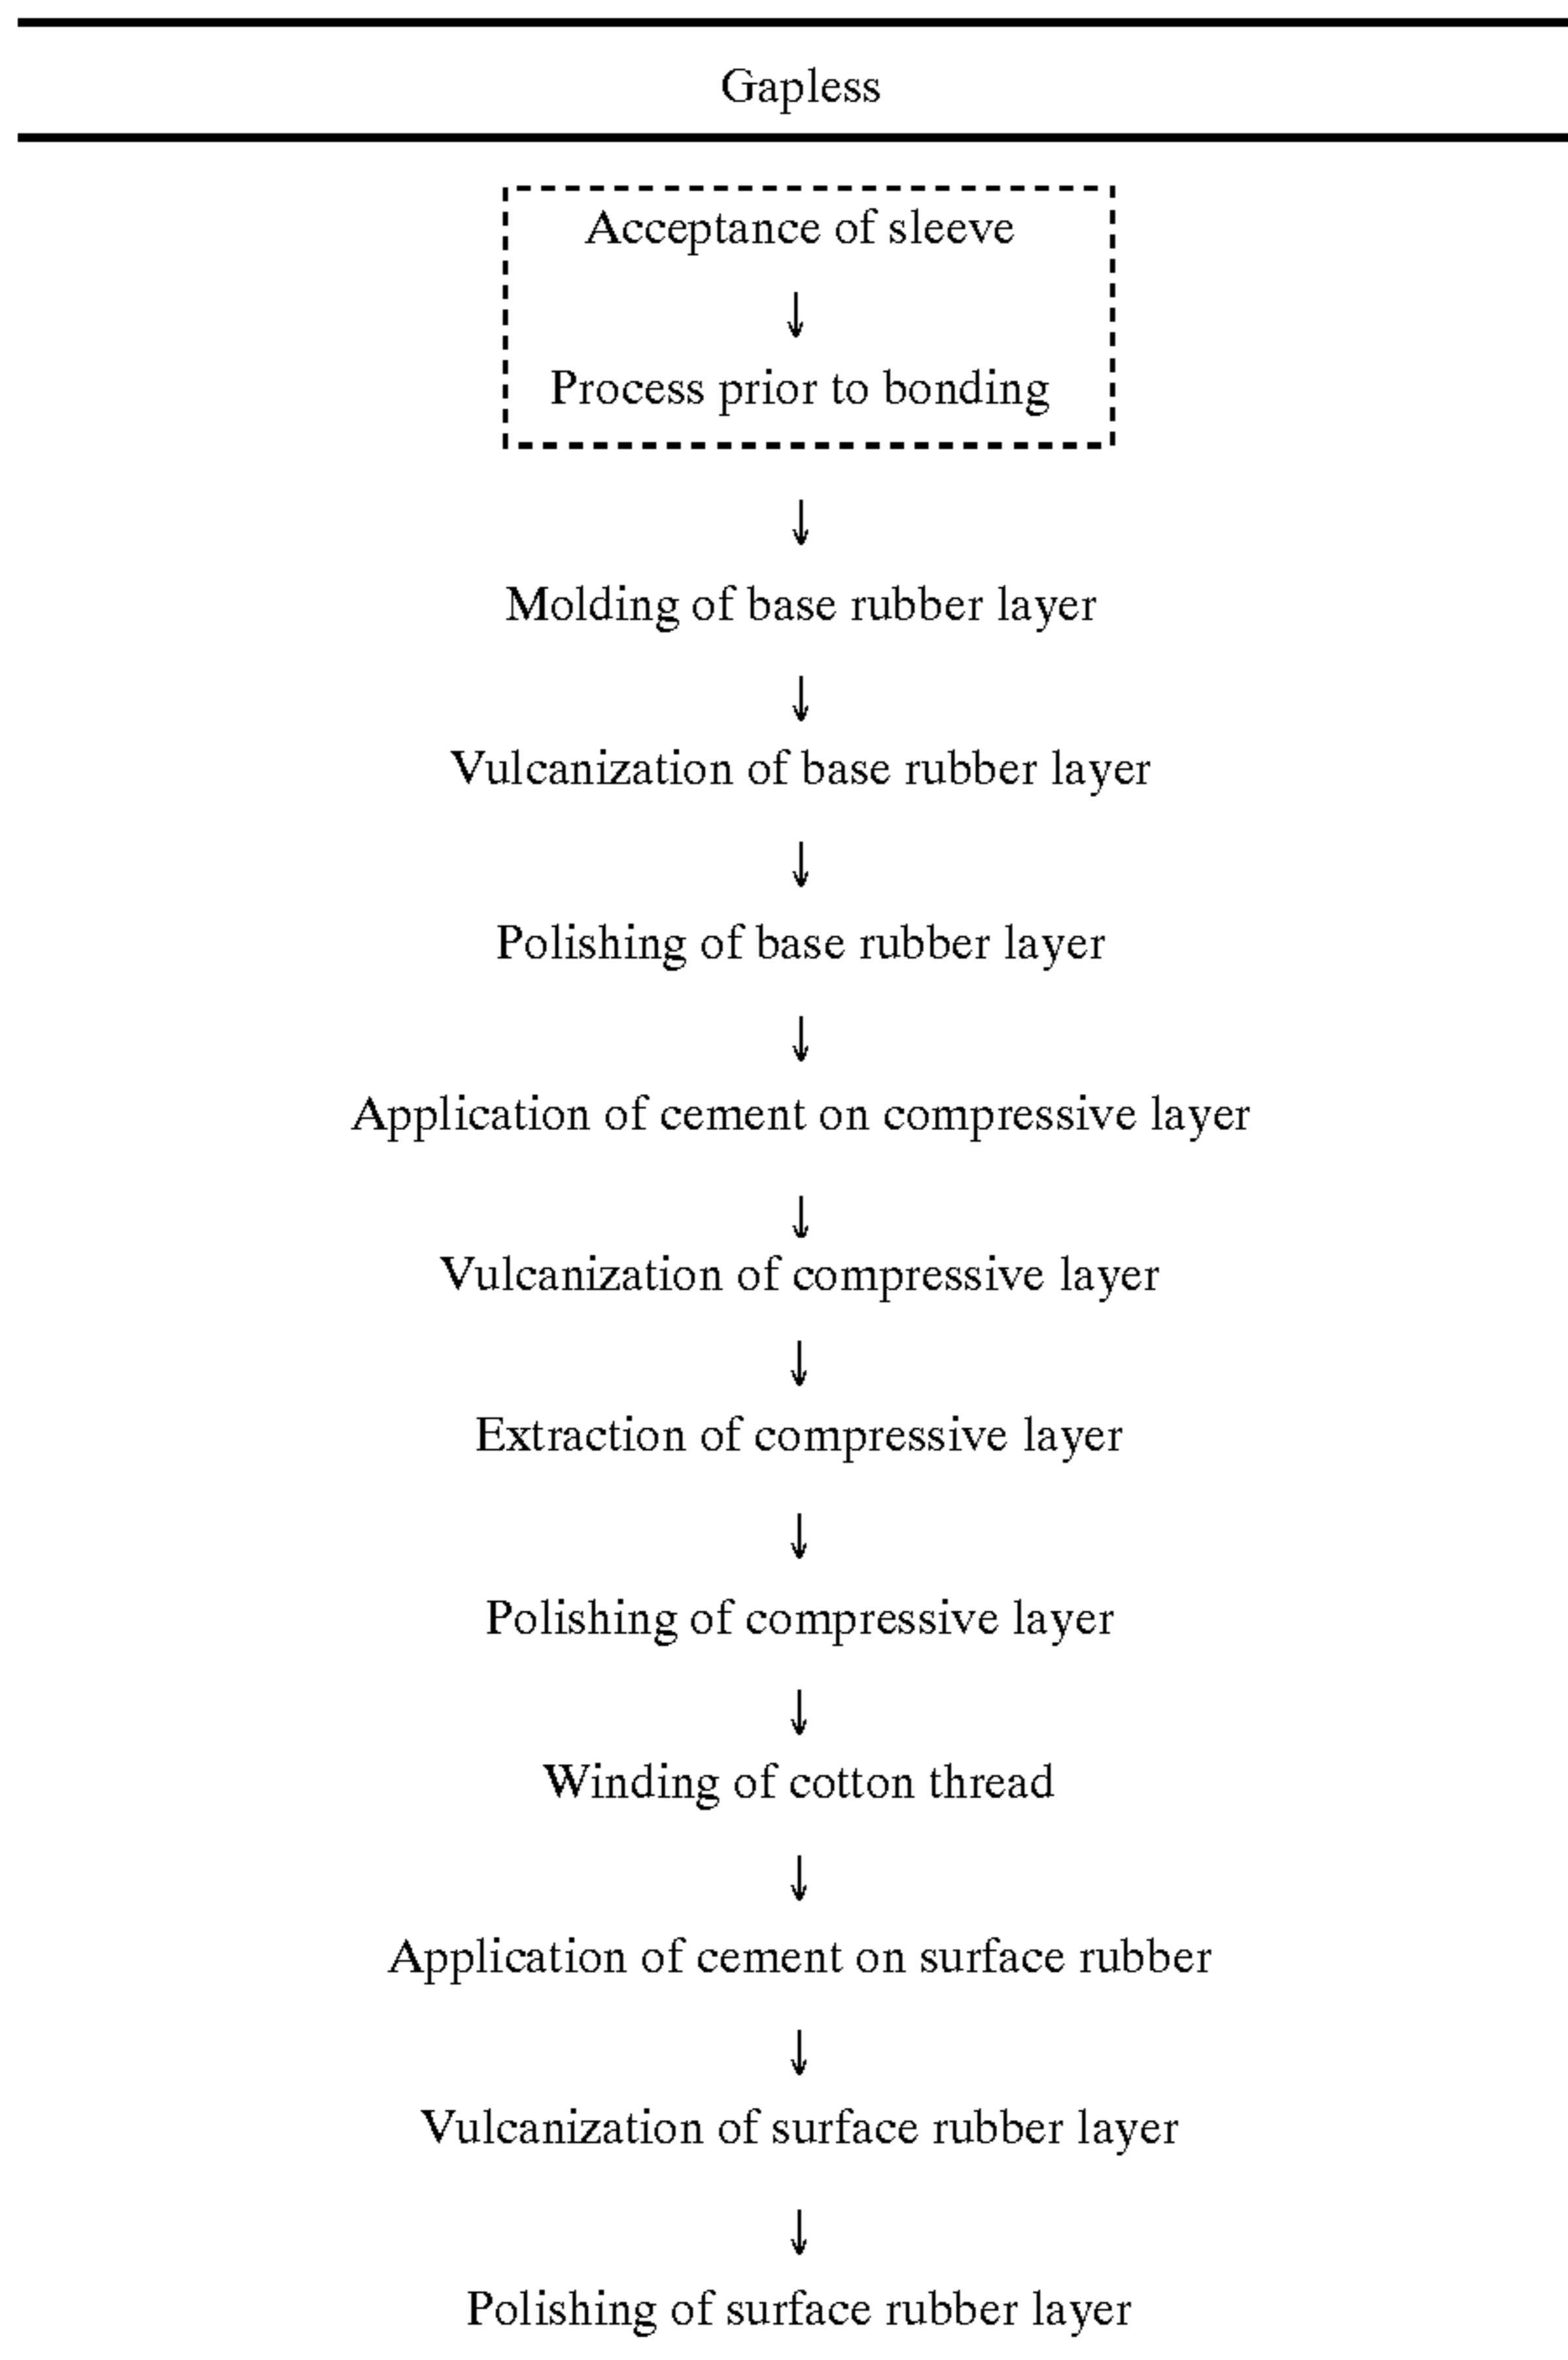 Gapless
Acceptance of sleeve
↓
Process prior to bonding
↓
Molding of base rubber layer
↓
Vulcanization of base rubber layer
↓
Polishing of base rubber layer
↓
Application of cement on compressive layer
↓
Vulcanization of compressive layer
↓
Extraction of compressive layer
↓
Polishing of compressive layer
↓
Winding of cotton thread
↓
Application of cement on surface rubber
↓
Vulcanization of surface rubber layer
↓
Polishing of surface rubber layer